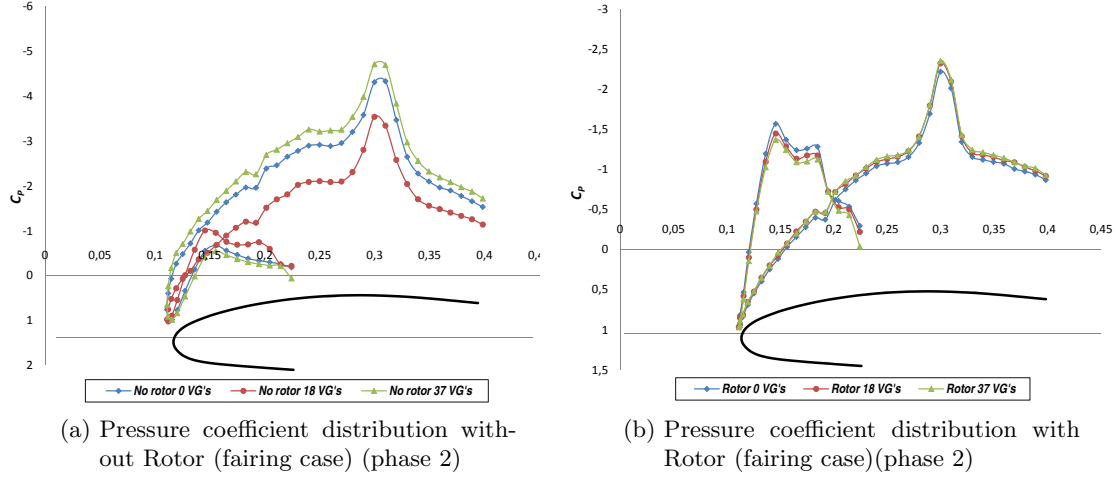 -6
-5
-4
-3
-2
-1
0
1
2
Cp
0 0,05 0,1 0,15 0,2 0,25 0,3 0,35 0,4 0,4
No rotor 0 VG's No rotor 18 VG's No rotor 37 VG's
(a) Pressure coefficient distribution with-
out Rotor (fairing case) (phase 2)
-3
-2,5
-2
-1,5
-1
-0,5
0
0,5
1
1,5
Cp
0 0,05 0,1 0,15 0,2 0,25 0,3 0,35 0,4 0,45
Rotor 0 VG's Rotor 18 VG's Rotor 37 VG's
(b) Pressure coefficient distribution with
Rotor (fairing case)(phase 2)